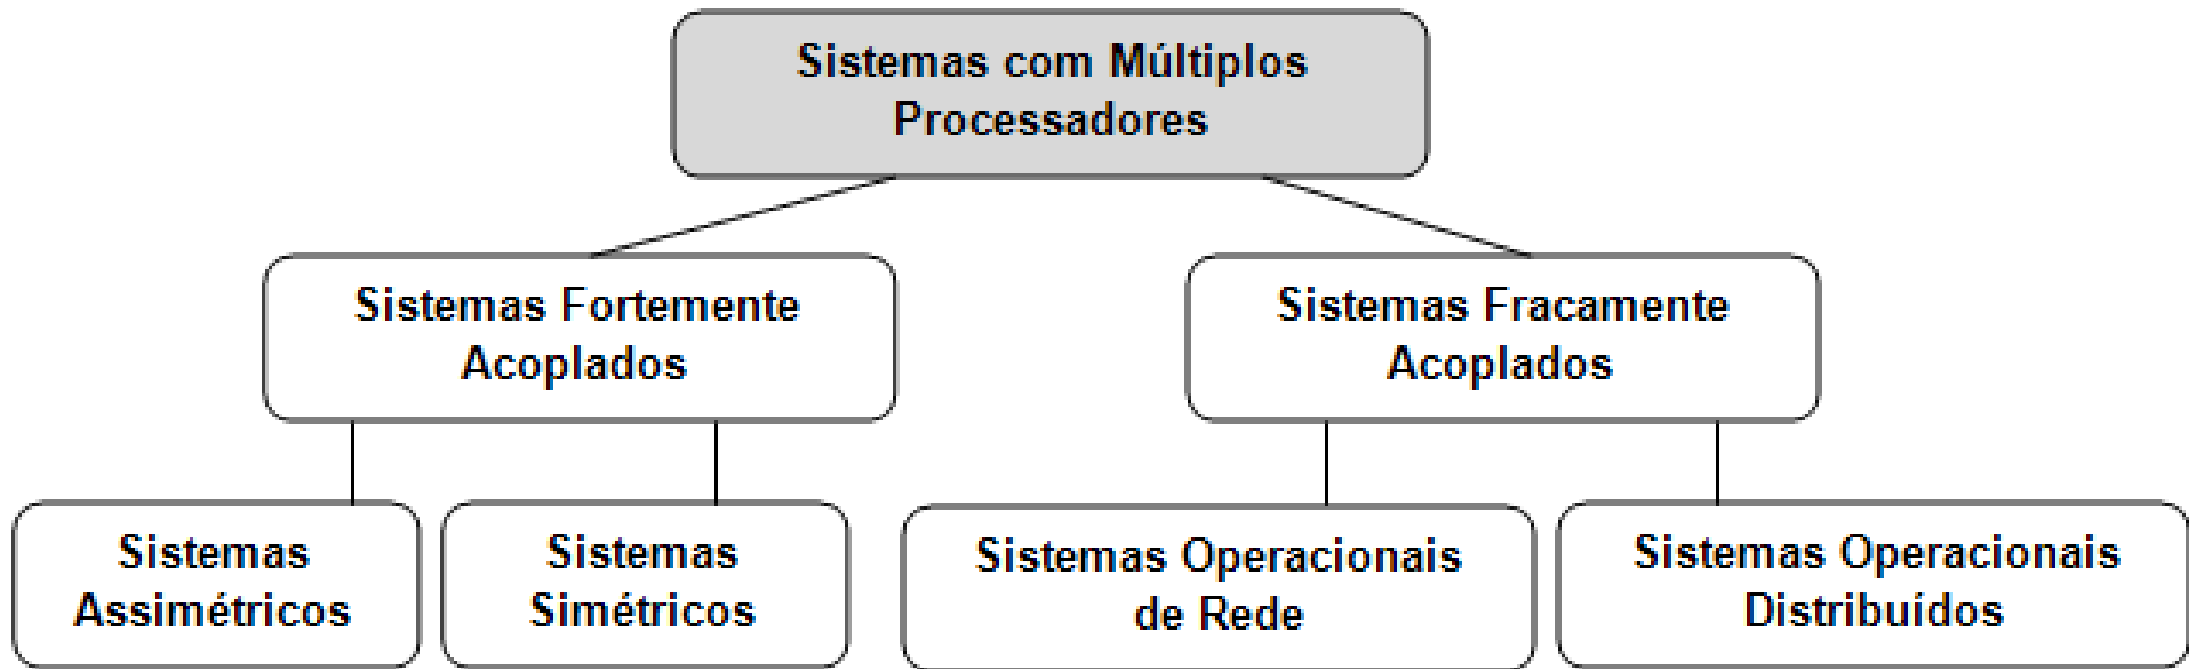 Sistemas com Múltiplos
Processadores
Sistemas Fortemente
Acoplados
Sistemas Fracamente
Acoplados
Sistemas
Assimétricos
Sistemas
Simétricos
Sistemas Operacionais
de Rede
Sistemas Operacionais
Distribuídos